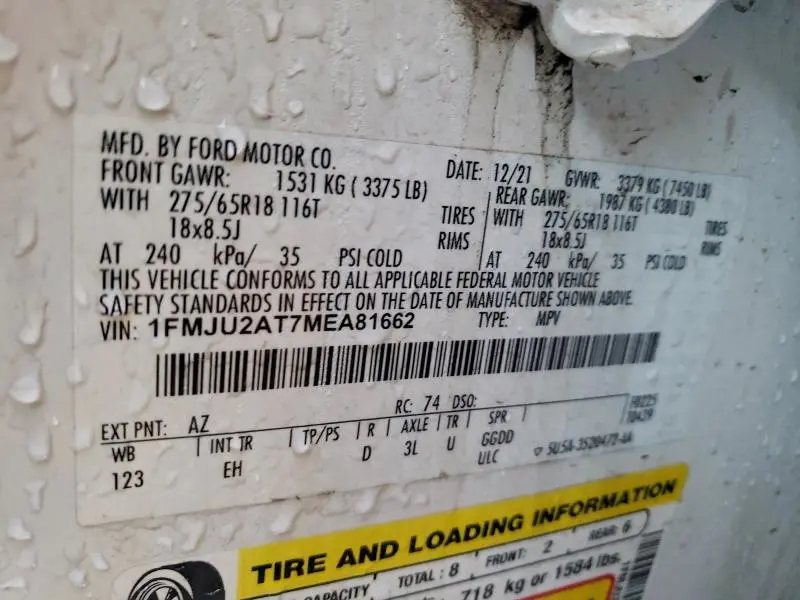 MFD. BY FORD MOTOR CO.
DATE: 12/21 GVWR: 3379 KG ( 7450 LB)
FRONT GAWR: 1531 KG ( 3375 LB)
REAR GAWR: 1987 KG ( 4380 LB)
WITH 275/65R18 116T TIRES
WITH 275/65R18 116T TIRES
18x8.5J RIMS
18x8.5J RIMS
AT 240 kPa/ 35 PSI COLD
AT 240 kPa/ 35 PSI COLD
THIS VEHICLE CONFORMS TO ALL APPLICABLE FEDERAL MOTOR VEHICLE
SAFETY STANDARDS IN EFFECT ON THE DATE OF MANUFACTURE SHOWN ABOVE.
VIN: 1FMJU2AT7MEA81662 TYPE: MPV
EXT PNT: AZ RC: 74 DSO:
WB INT TR TP/PS R AXLE TR SPR
123 EH D 3L U GGDD
ULC
TIRE AND LOADING INFORMATION
CAPACITY TOTAL : 8 FRONT: 2 REAR: 6
718 kg or 1584 lbs.